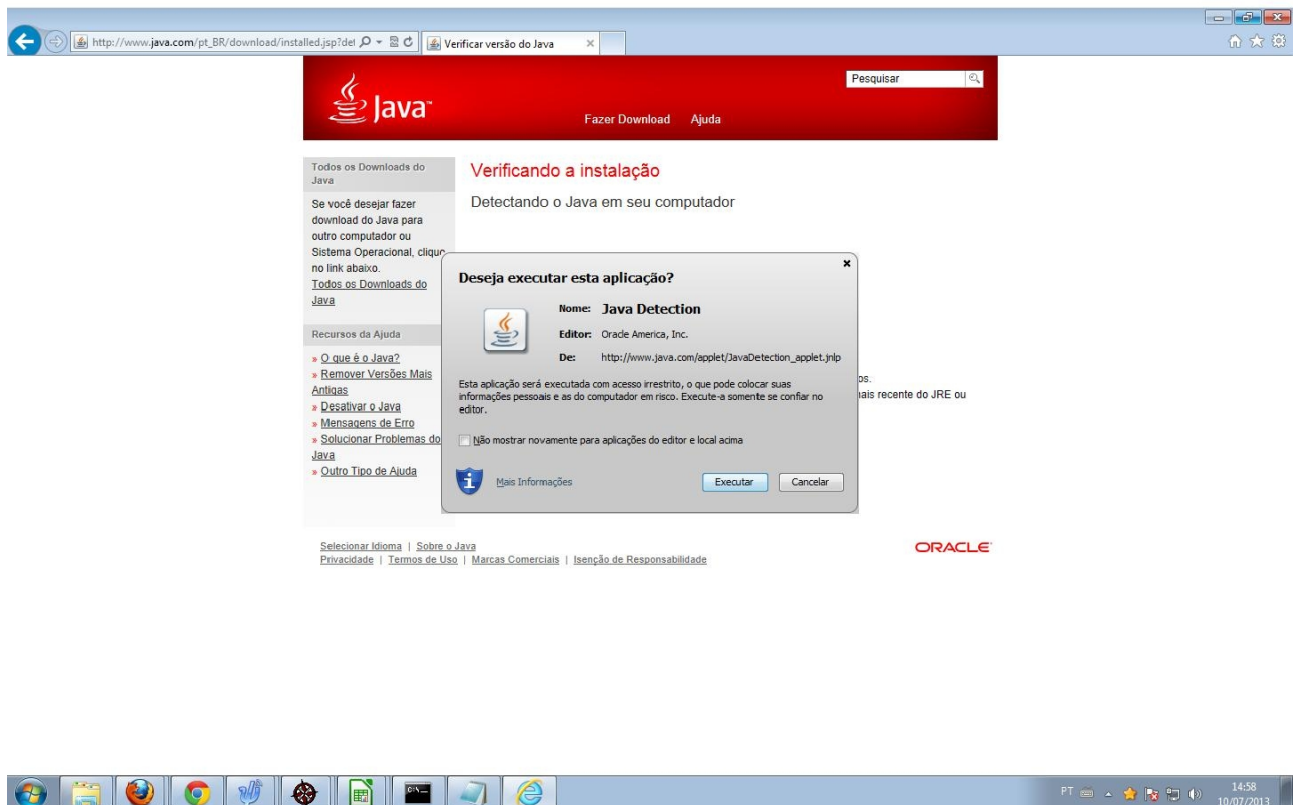 http://www.java.com/pt_BR/download/installed.jsp?det
Verificar versão do Java
Java
Pesquisar
Fazer Download Ajuda
Todos os Downloads do
Java
Se você desejar fazer
download do Java para
outro computador ou
Sistema Operacional, clique
no link abaixo.
Todos os Downloads do
Java
Recursos da Ajuda
» O que é o Java?
» Remover Versões Mais
Antigas
» Desativar o Java
» Mensagens de Erro
» Solucionar Problemas do
Java
» Outro Tipo de Ajuda
Verificando a instalação
Detectando o Java em seu computador
Deseja executar esta aplicação?
Nome: Java Detection
Editor: Oracle America, Inc.
De: http://www.java.com/applet/JavaDetection_applet.jnlp
Esta aplicação será executada com acesso irrestrito, o que pode colocar suas
informações pessoais e as do computador em risco. Execute-a somente se confiar no
editor.
Não mostrar novamente para aplicações do editor e local acima
Mais Informações
Executar Cancelar
os.
mais recente do JRE ou
Selecionar Idioma | Sobre o Java
Privacidade | Termos de Uso | Marcas Comerciais | Isenção de Responsabilidade
ORACLE
PT
14:58
10/07/2013